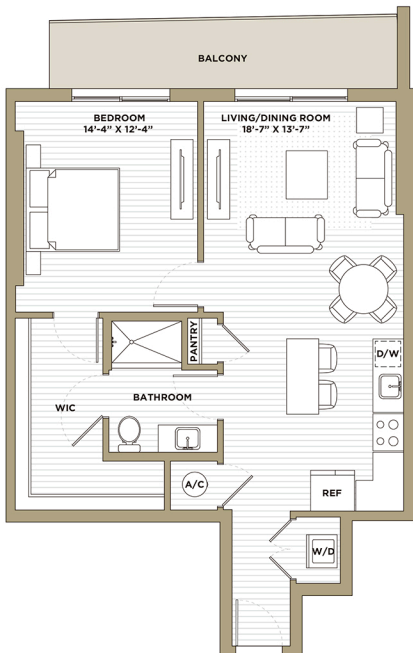 BALCONY
BEDROOM
14'-4" X 12'-4"
LIVING/DINING ROOM
18'-7" X 13'-7"
PANTRY
D/W
BATHROOM
WIC
A/C
REF
W/D